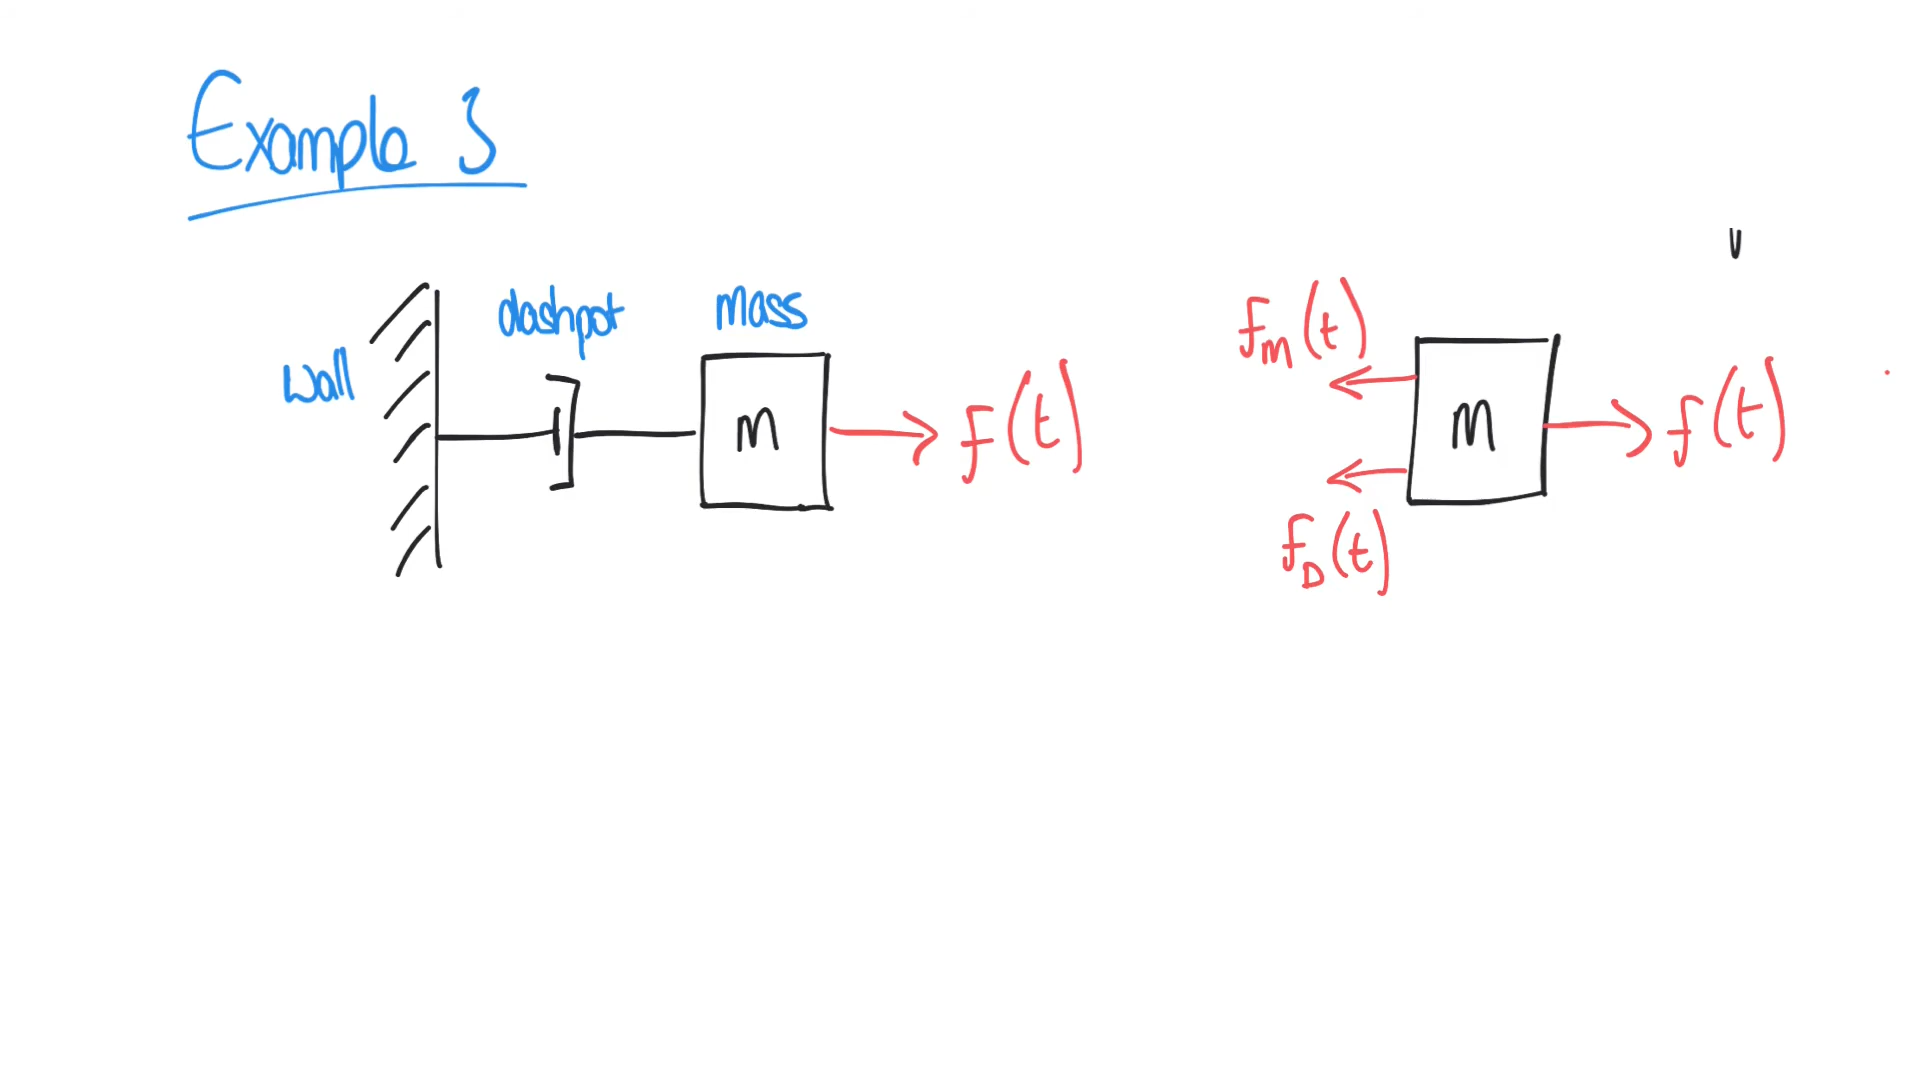 Example 3
wall
dashpot
mass
m
f(t)
fm(t)
m
f(t)
fD(t)